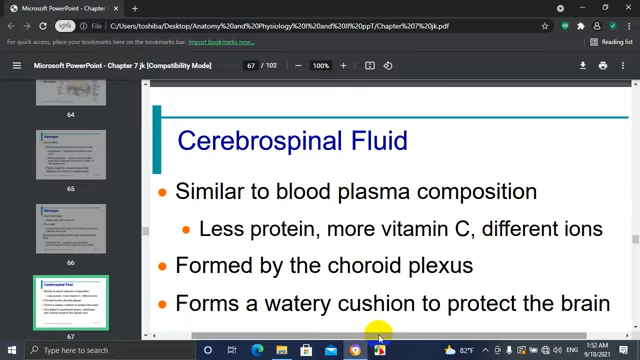 Chapter%207%20jk.pdf
VPN
File | C:/Users/toshiba/Desktop/Anatomy%20and%20Physiology%20I%20and%20II%20ppT/Chapter%207%20jk.pdf
For quick access, place your bookmarks here on the bookmarks bar. Import bookmarks now...
Reading list
Microsoft PowerPoint - Chapter 7 jk [Compatibility Mode]
67 / 102
100%
64
65
66
67
Cerebrospinal Fluid
Similar to blood plasma composition
Less protein, more vitamin C, different ions
Formed by the choroid plexus
Forms a watery cushion to protect the brain
Type here to search
82°F
1:52 AM
9/18/2021